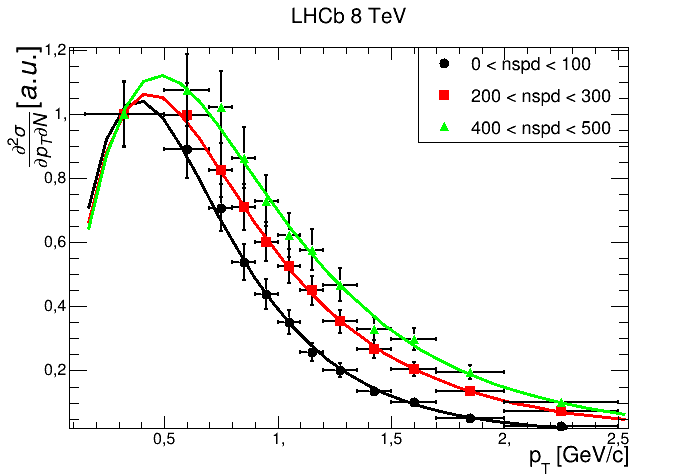 LHCb 8 TeV
∂²σ
∂p_T∂N [a.u.]
1,2
1,
0,8
0,6
0,4
0,2
0 < nspd < 100
200 < nspd < 300
400 < nspd < 500
0,5 1, 1,5 2, 2,5
p_T [GeV/c]